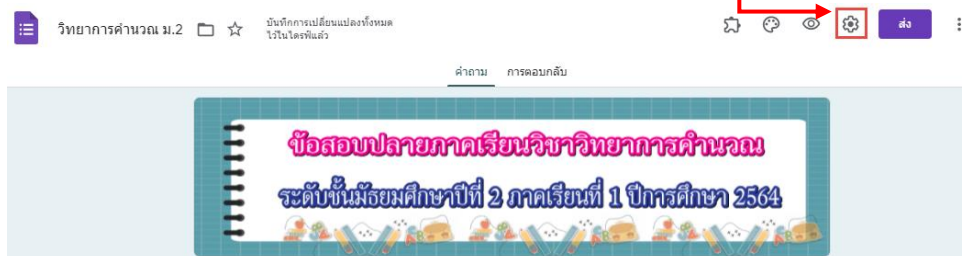 วิทยาการคำนวณ ม.2
บันทึกการเปลี่ยนแปลงทั้งหมด
ไว้ในไดรฟ์แล้ว
ส่ง
คำถาม การตอบกลับ
ข้อสอบปลายภาคเรียนวิชาวิทยาการคำนวณ
ระดับชั้นมัธยมศึกษาปีที่ 2 ภาคเรียนที่ 1 ปีการศึกษา 2564